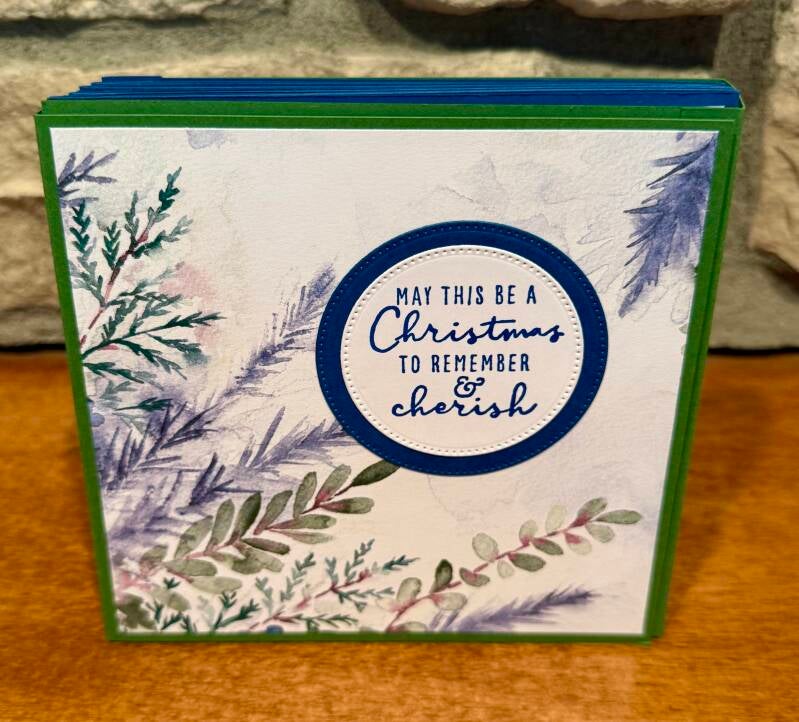 MAY THIS BE A
Christmas
TO REMEMBER
&
cherish